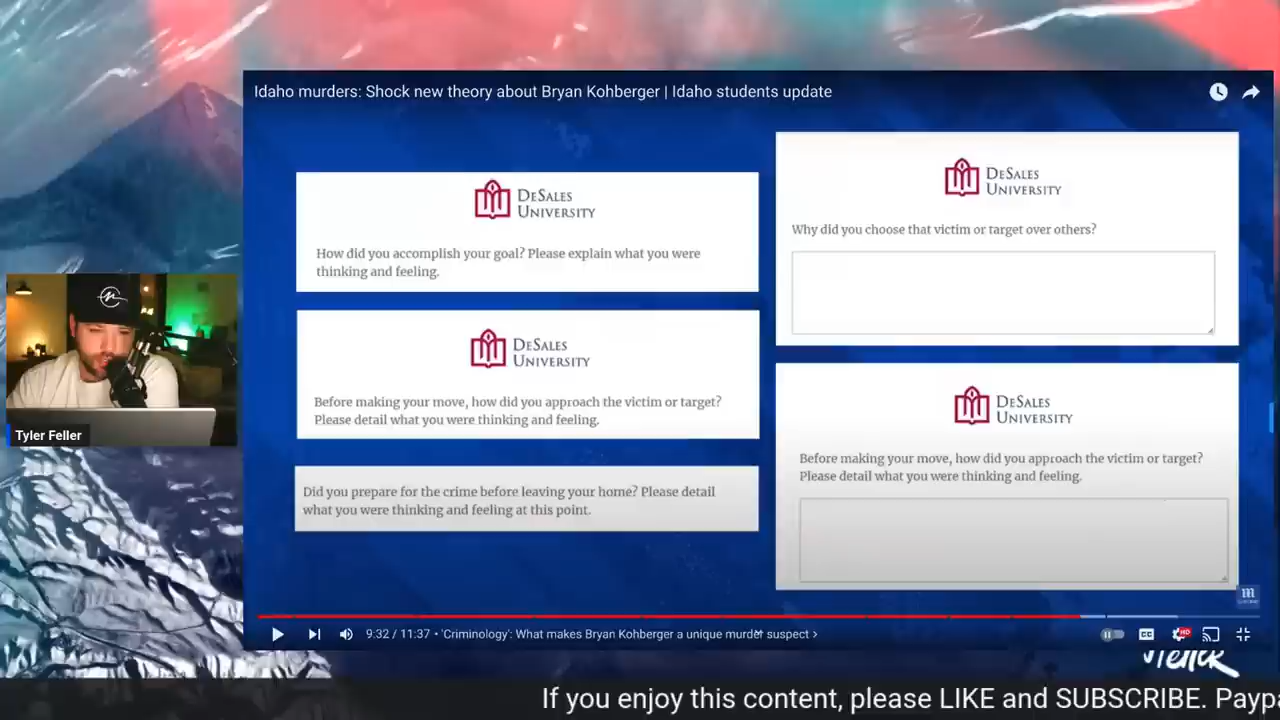 Idaho murders: Shock new theory about Bryan Kohberger | Idaho students update
DESALES
UNIVERSITY
How did you accomplish your goal? Please explain what you were
thinking and feeling.
DESALES
UNIVERSITY
Before making your move, how did you approach the victim or target?
Please detail what you were thinking and feeling.
Did you prepare for the crime before leaving your home? Please detail
what you were thinking and feeling at this point.
DESALES
UNIVERSITY
Why did you choose that victim or target over others?
DESALES
UNIVERSITY
Before making your move, how did you approach the victim or target?
Please detail what you were thinking and feeling.
Tyler Feller
9:32 / 11:37 • 'Criminology': What makes Bryan Kohberger a unique murder suspect >
CC
HD
If you enjoy this content, please LIKE and SUBSCRIBE. Payp